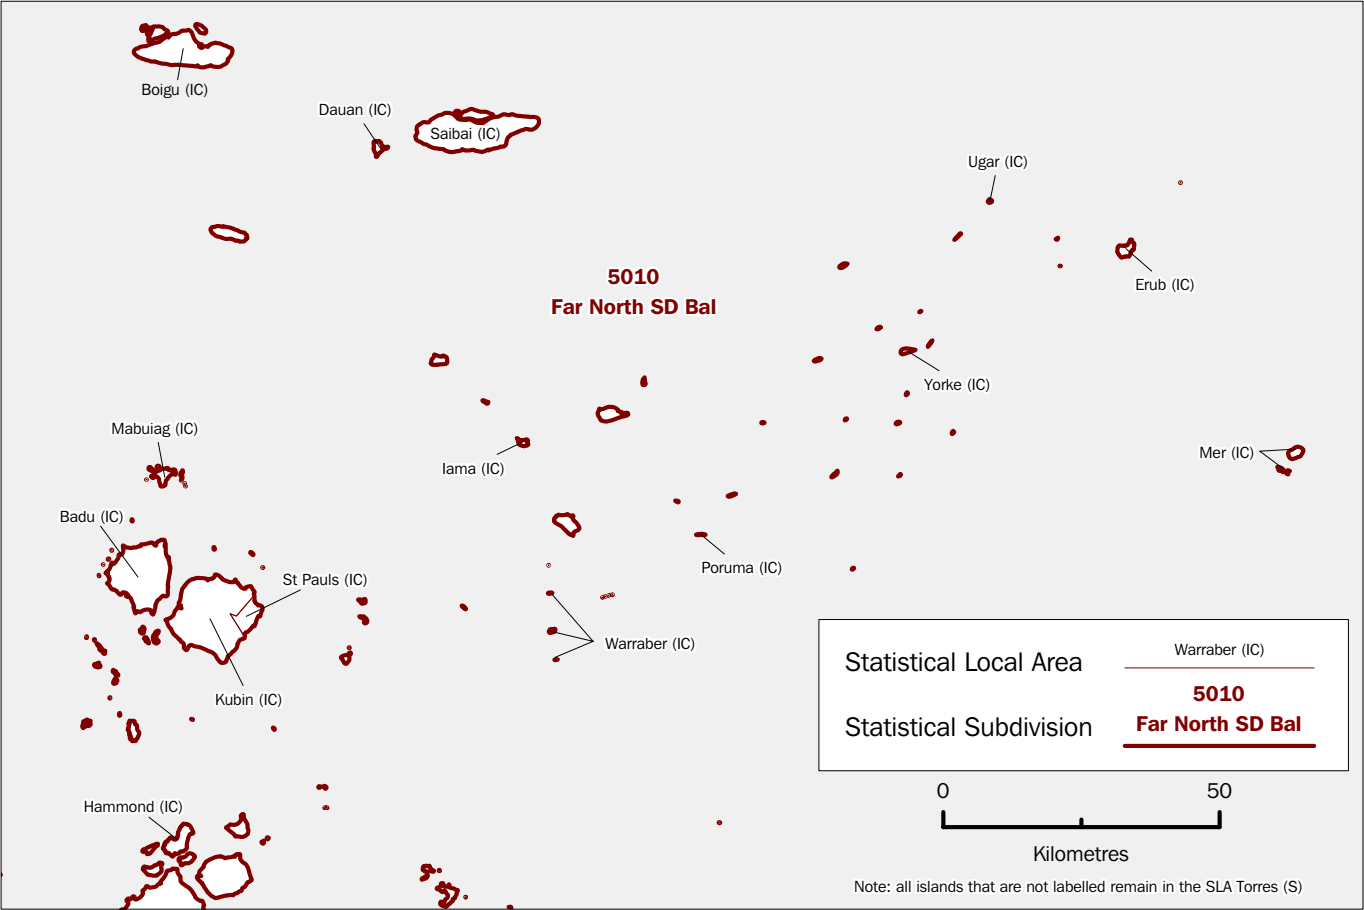 Boigu (IC)
Dauan (IC)
Saibai (IC)
Ugar (IC)
Erub (IC)
5010
Far North SD Bal
Yorke (IC)
Mabuiag (IC)
Iama (IC)
Mer (IC)
Badu (IC)
Poruma (IC)
St Pauls (IC)
Warraber (IC)
Kubin (IC)
Hammond (IC)
Statistical Local Area
Warraber (IC)
5010
Statistical Subdivision
Far North SD Bal
0 50
Kilometres
Note: all islands that are not labelled remain in the SLA Torres (S)